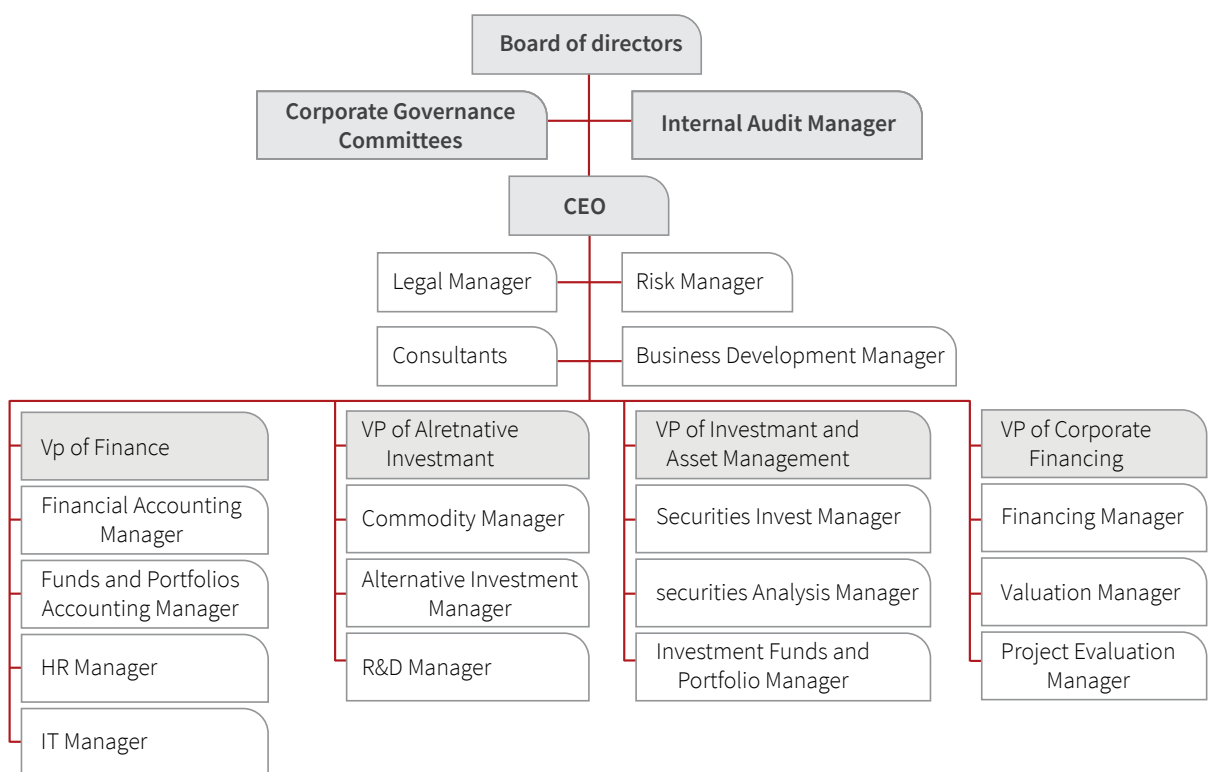 Board of directors
Corporate Governance
Committees
Internal Audit Manager
CEO
Legal Manager
Risk Manager
Consultants
Business Development Manager
Vp of Finance
Financial Accounting
Manager
Funds and Portfolios
Accounting Manager
HR Manager
IT Manager
VP of Alretnative
Investmant
Commodity Manager
Alternative Investment
Manager
R&D Manager
VP of Investmant and
Asset Management
Securities Invest Manager
securities Analysis Manager
Investment Funds and
Portfolio Manager
VP of Corporate
Financing
Financing Manager
Valuation Manager
Project Evaluation
Manager